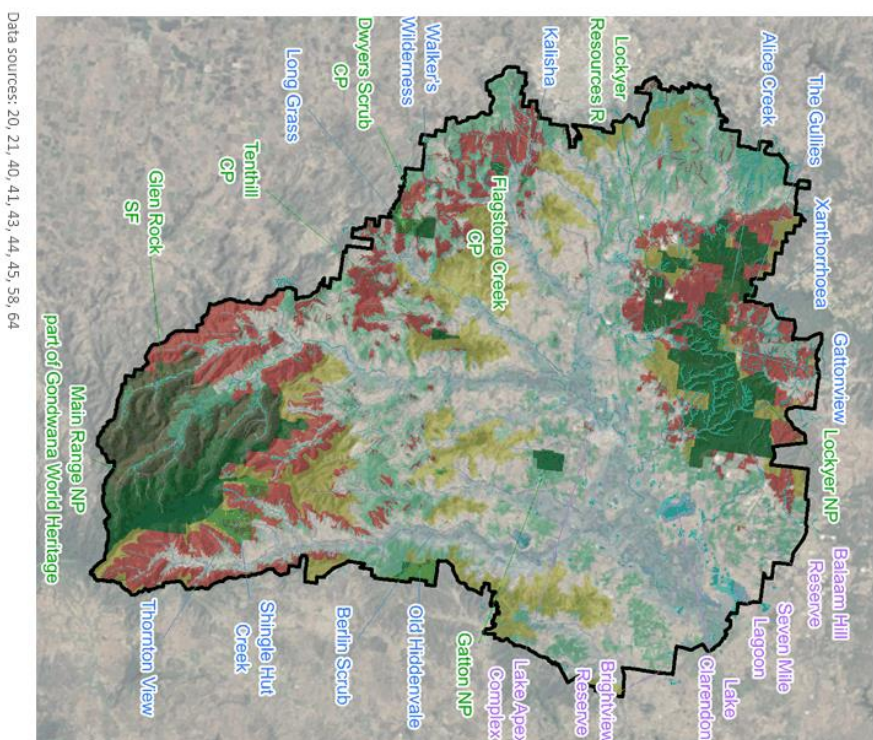 The Gullies
Alice Creek
Xanthorrhoea
Gattonview
Lockyer NP
Balaam Hill
Reserve
Seven Mile
Lagoon
Lake
Clarendon
Brightview
Reserve
Lake Apex
Complex
Gatton NP
Old Hiddenvale
Berlin Scrub
Shingle Hut
Creek
Thornton View
Lockyer
Resources R
Kalisha
Flagstone Creek
CP
Walker's
Wilderness
Dwyers Scrub
CP
Long Grass
Tenthill
CP
Glen Rock
SF
Main Range NP
part of Gondwana World Heritage
Data sources: 20, 21, 40, 41, 43, 44, 45, 58, 64